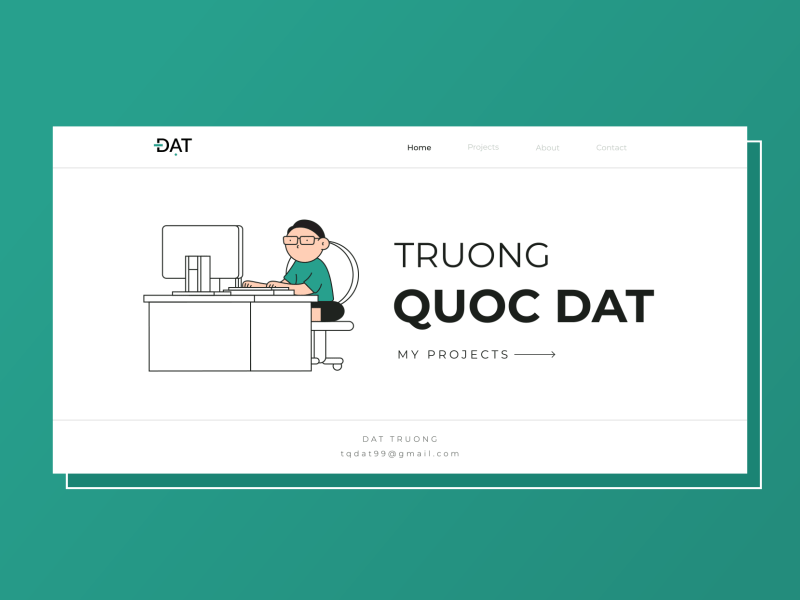 DAT
Home Projects About Contact
TRUONG
QUOC DAT
MY PROJECTS
DAT TRUONG
tqdat99@gmail.com